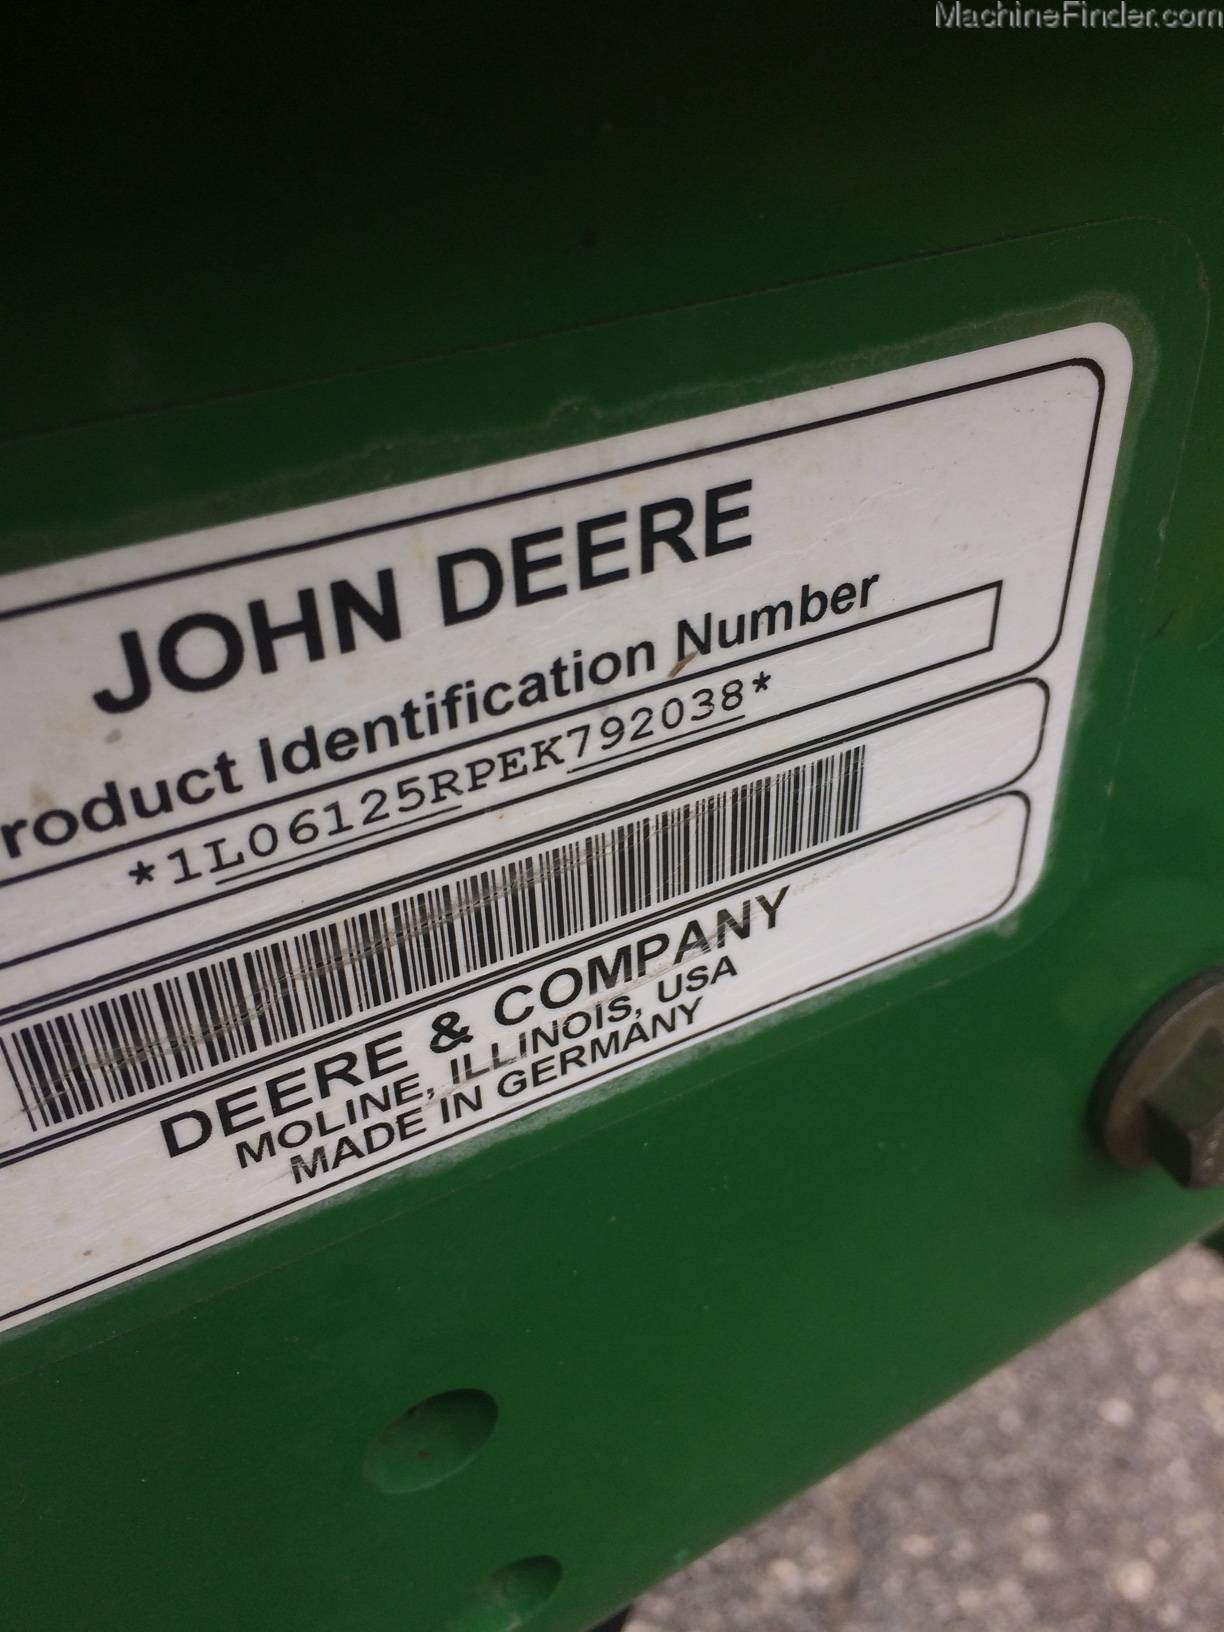 MachineFinder.com
JOHN DEERE
roduct Identification Number
*1L06125RPEK792038*
DEERE & COMPANY
MOLINE, ILLINOIS, USA
MADE IN GERMANY